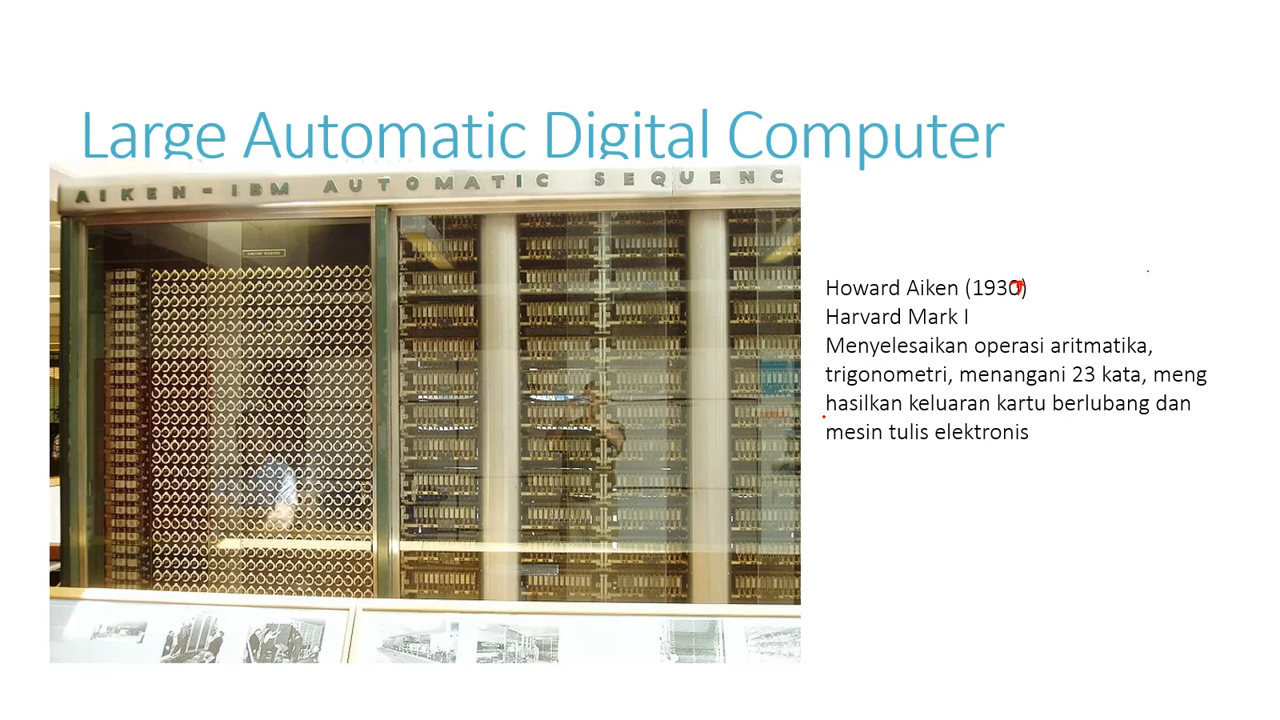 Large Automatic Digital Computer
AIKEN-IBM AUTOMATIC SEQUENC
Howard Aiken (1930)
Harvard Mark I
Menyelesaikan operasi aritmatika,
trigonometri, menangani 23 kata, meng
hasilkan keluaran kartu berlubang dan
mesin tulis elektronis